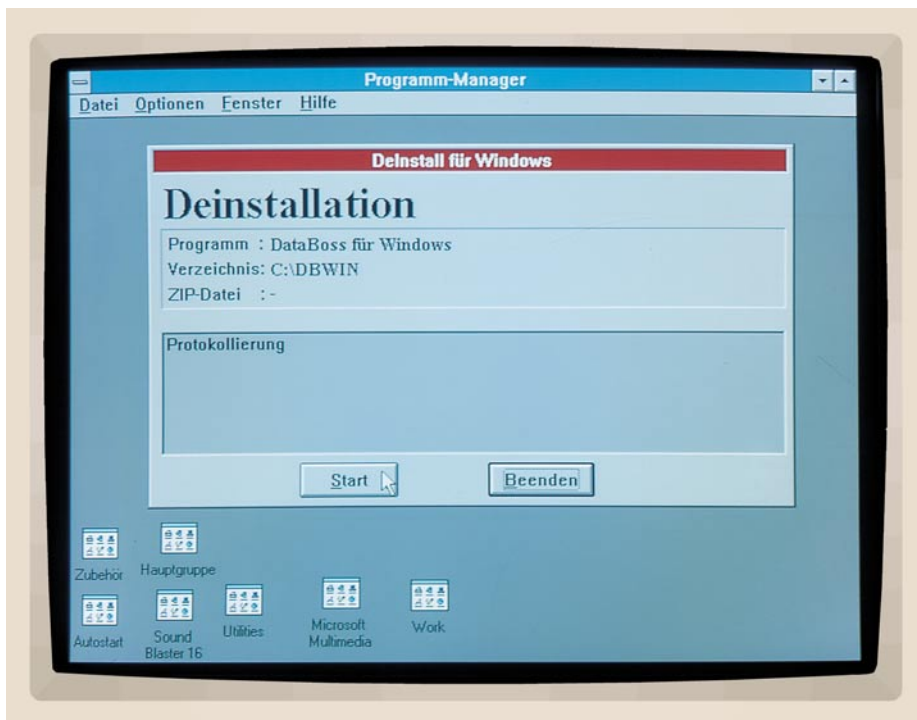 Programm-Manager
Datei Optionen Fenster Hilfe
DeInstall für Windows
Deinstallation
Programm : DataBoss für Windows
Verzeichnis: C:\DBWIN
ZIP-Datei : -
Protokollierung
Start Beenden
Zubehör Hauptgruppe
Autostart Sound Blaster 16 Utilities Microsoft Multimedia Work